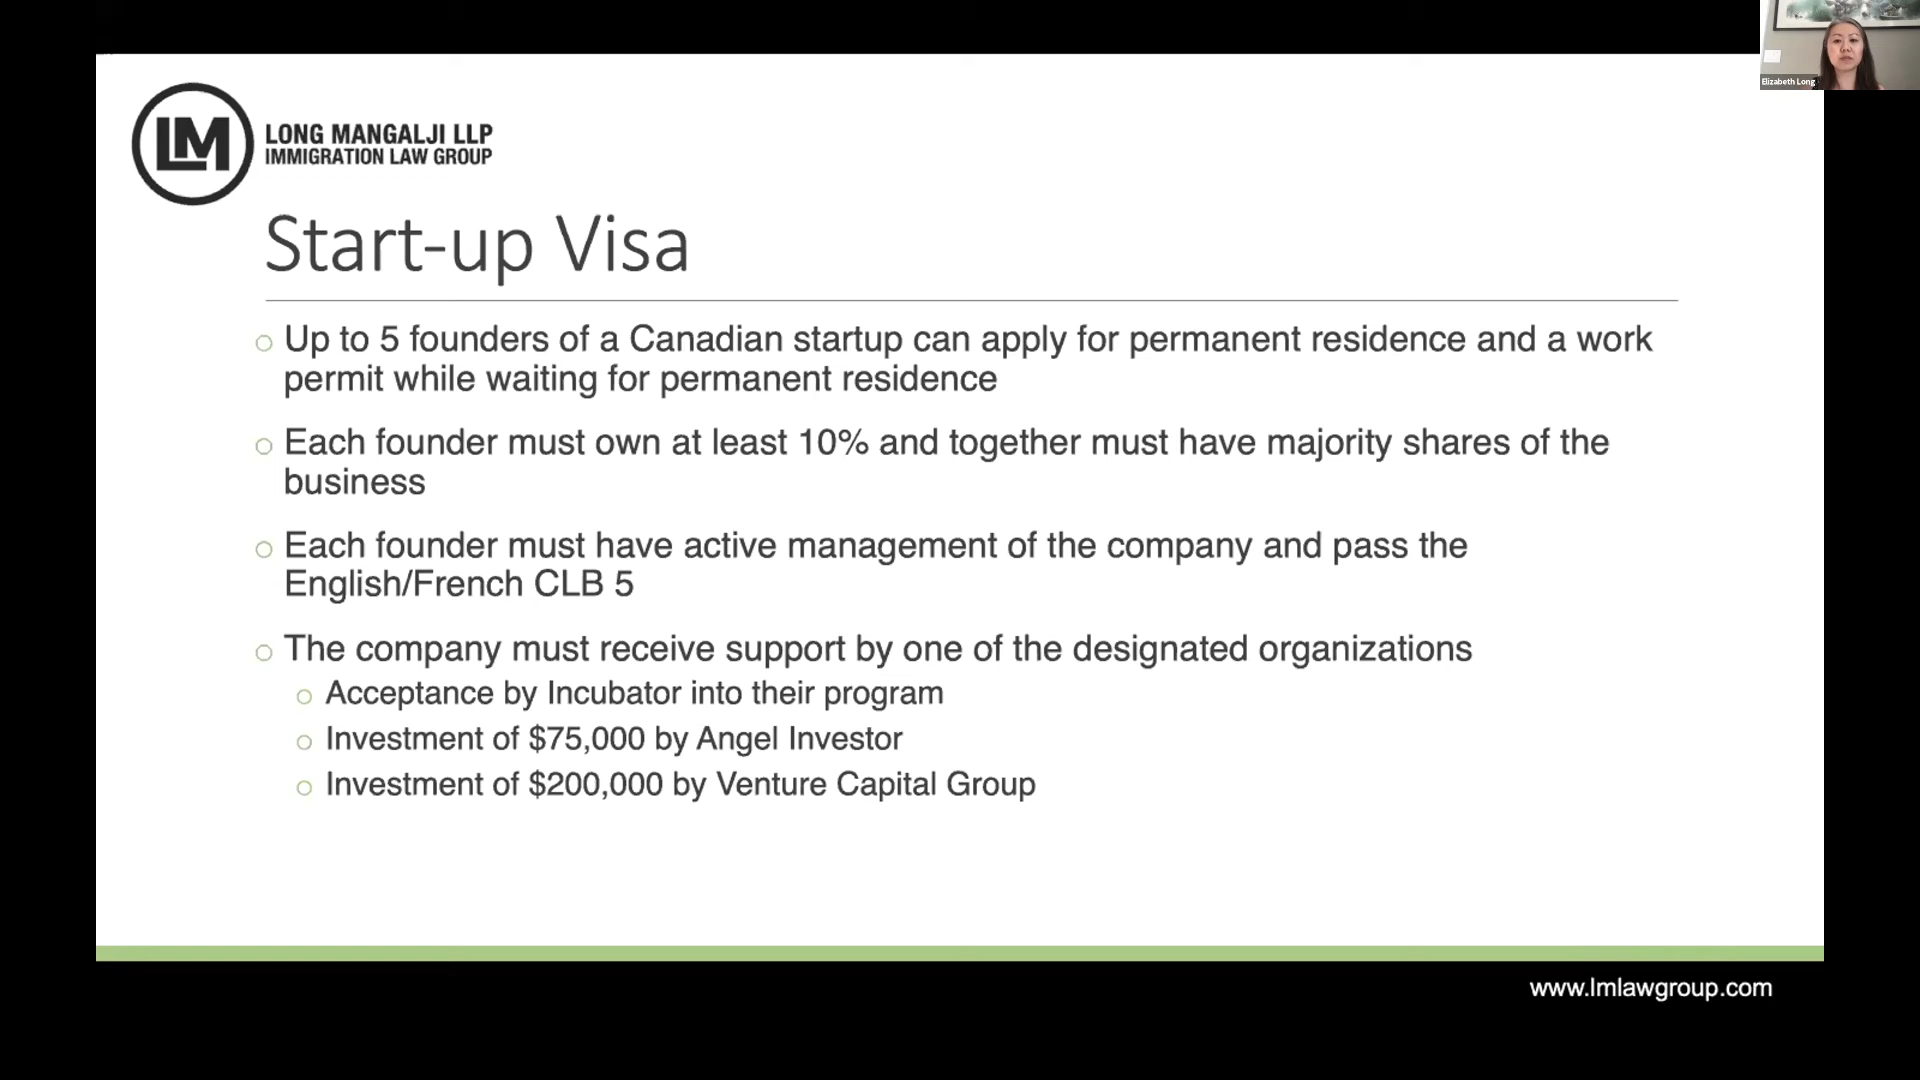 Elizabeth Long
LM
LONG MANGALJI LLP
IMMIGRATION LAW GROUP
Start-up Visa
Up to 5 founders of a Canadian startup can apply for permanent residence and a work
permit while waiting for permanent residence
Each founder must own at least 10% and together must have majority shares of the
business
Each founder must have active management of the company and pass the
English/French CLB 5
The company must receive support by one of the designated organizations
Acceptance by Incubator into their program
Investment of $75,000 by Angel Investor
Investment of $200,000 by Venture Capital Group
www.lmlawgroup.com